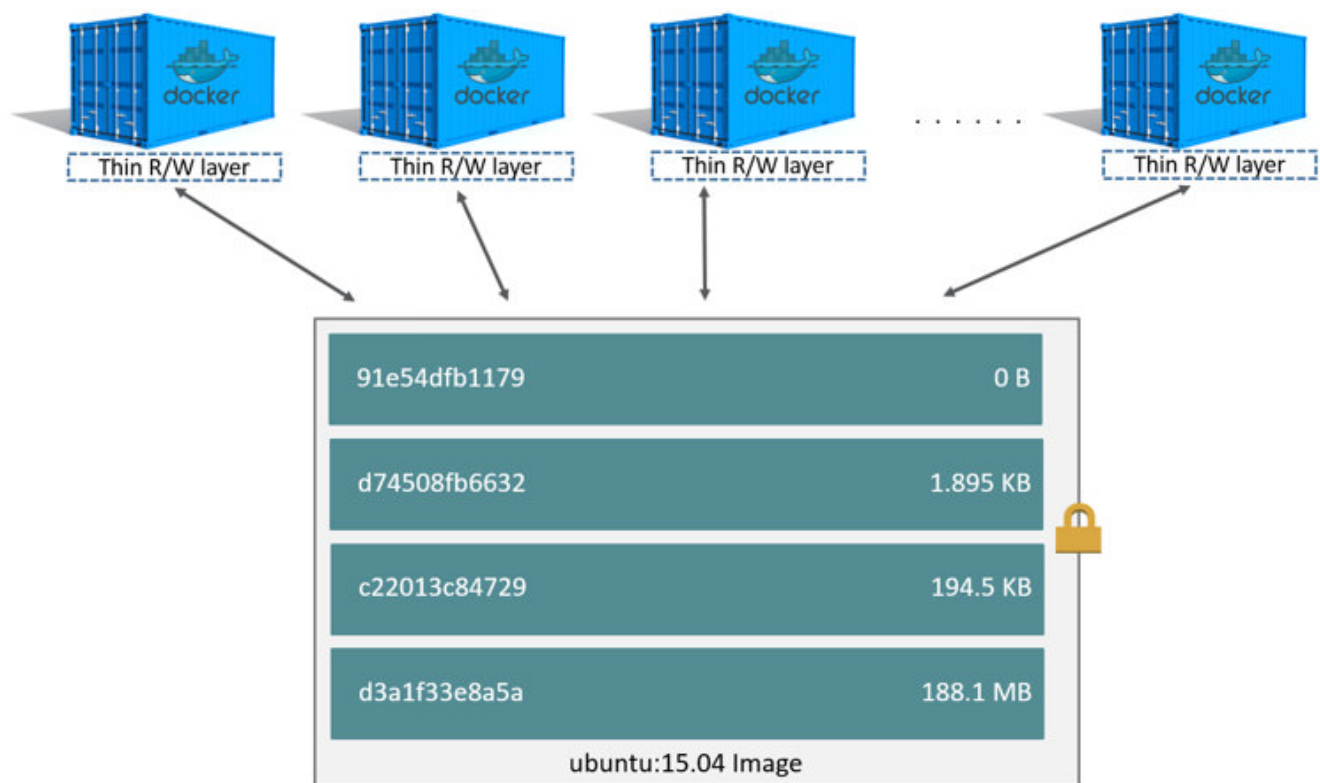 docker docker docker docker
Thin R/W layer Thin R/W layer Thin R/W layer . . . . . . Thin R/W layer
91e54dfb1179 0 B
d74508fb6632 1.895 KB
c22013c84729 194.5 KB
d3a1f33e8a5a 188.1 MB
ubuntu:15.04 Image